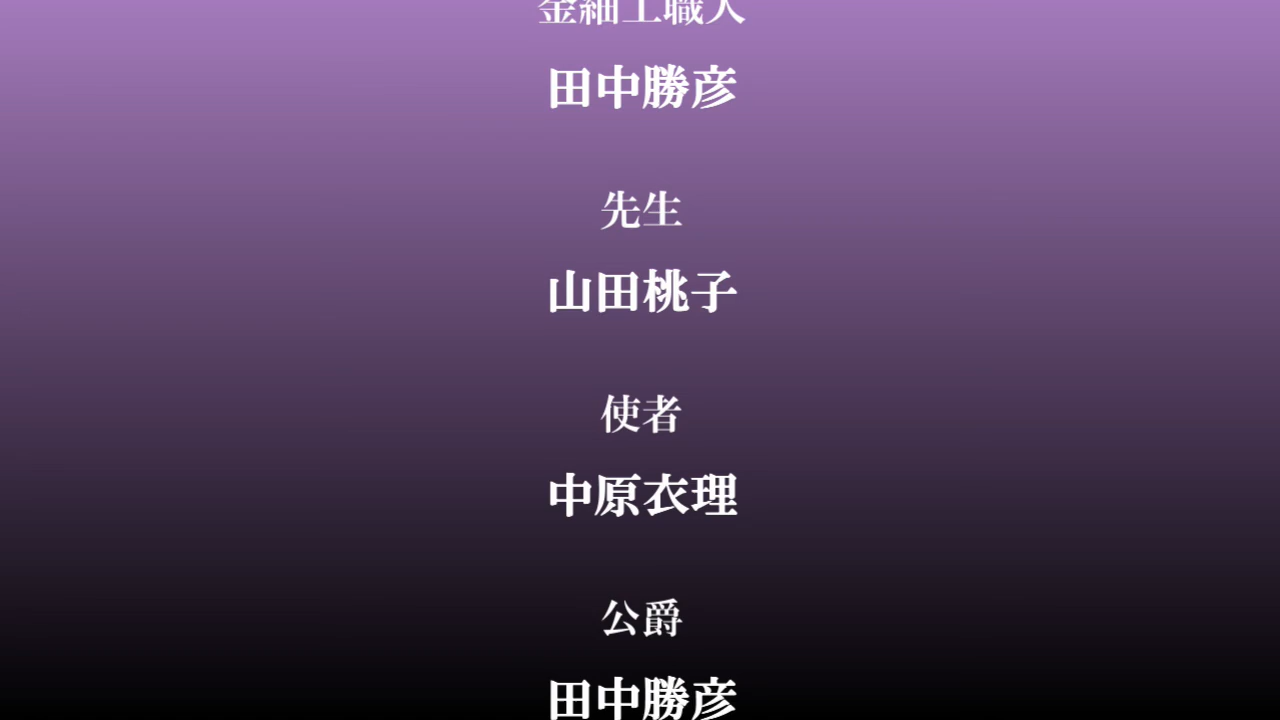 金細工職人
田中勝彦
先生
山田桃子
使者
中原衣理
公爵
田中勝彦